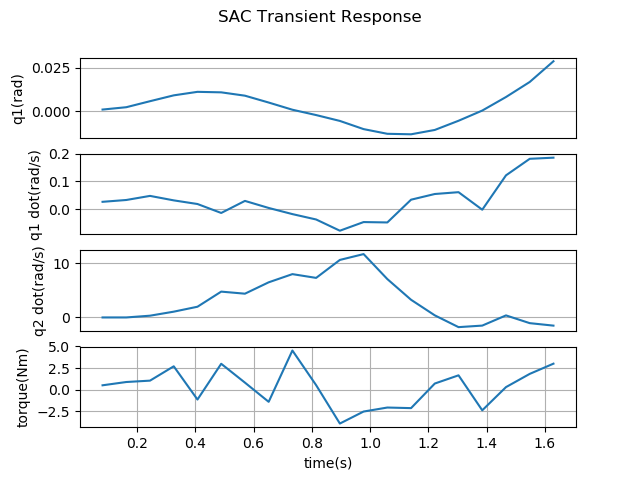 SAC Transient Response
0.025
0.000
q1(rad)
0.2
0.1
0.0
q1 dot(rad/s)
10
0
q2 dot(rad/s)
5.0
2.5
0.0
−2.5
torque(Nm)
0.2 0.4 0.6 0.8 1.0 1.2 1.4 1.6
time(s)